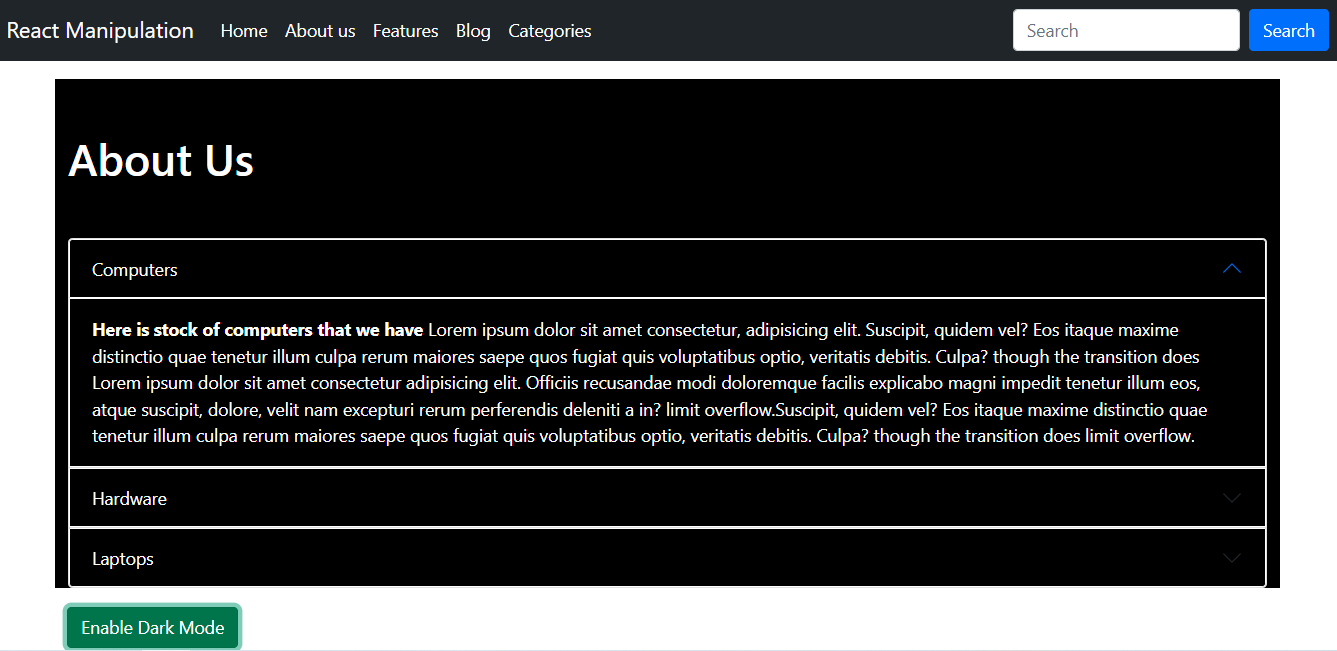 React Manipulation Home About us Features Blog Categories Search Search
About Us
Computers
Here is stock of computers that we have Lorem ipsum dolor sit amet consectetur, adipisicing elit. Suscipit, quidem vel? Eos itaque maxime
distinctio quae tenetur illum culpa rerum maiores saepe quos fugiat quis voluptatibus optio, veritatis debitis. Culpa? though the transition does
Lorem ipsum dolor sit amet consectetur adipisicing elit. Officiis recusandae modi doloremque facilis explicabo magni impedit tenetur illum eos,
atque suscipit, dolore, velit nam excepturi rerum perferendis deleniti a in? limit overflow.Suscipit, quidem vel? Eos itaque maxime distinctio quae
tenetur illum culpa rerum maiores saepe quos fugiat quis voluptatibus optio, veritatis debitis. Culpa? though the transition does limit overflow.
Hardware
Laptops
Enable Dark Mode